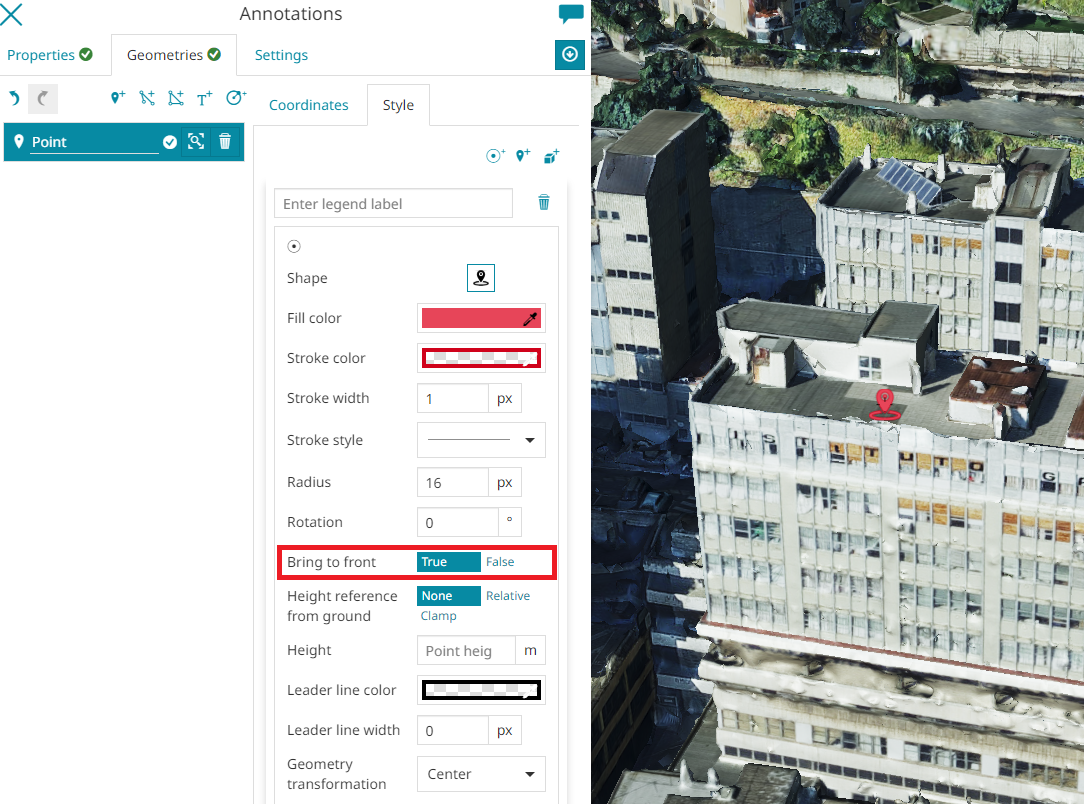 Annotations
Properties
Geometries
Settings
Point
Coordinates
Style
Enter legend label
Shape
Fill color
Stroke color
Stroke width
1
px
Stroke style
Radius
16
px
Rotation
0
°
Bring to front
True
False
Height reference
from ground
None
Relative
Clamp
Height
Point heig
m
Leader line color
Leader line width
0
px
Geometry
transformation
Center